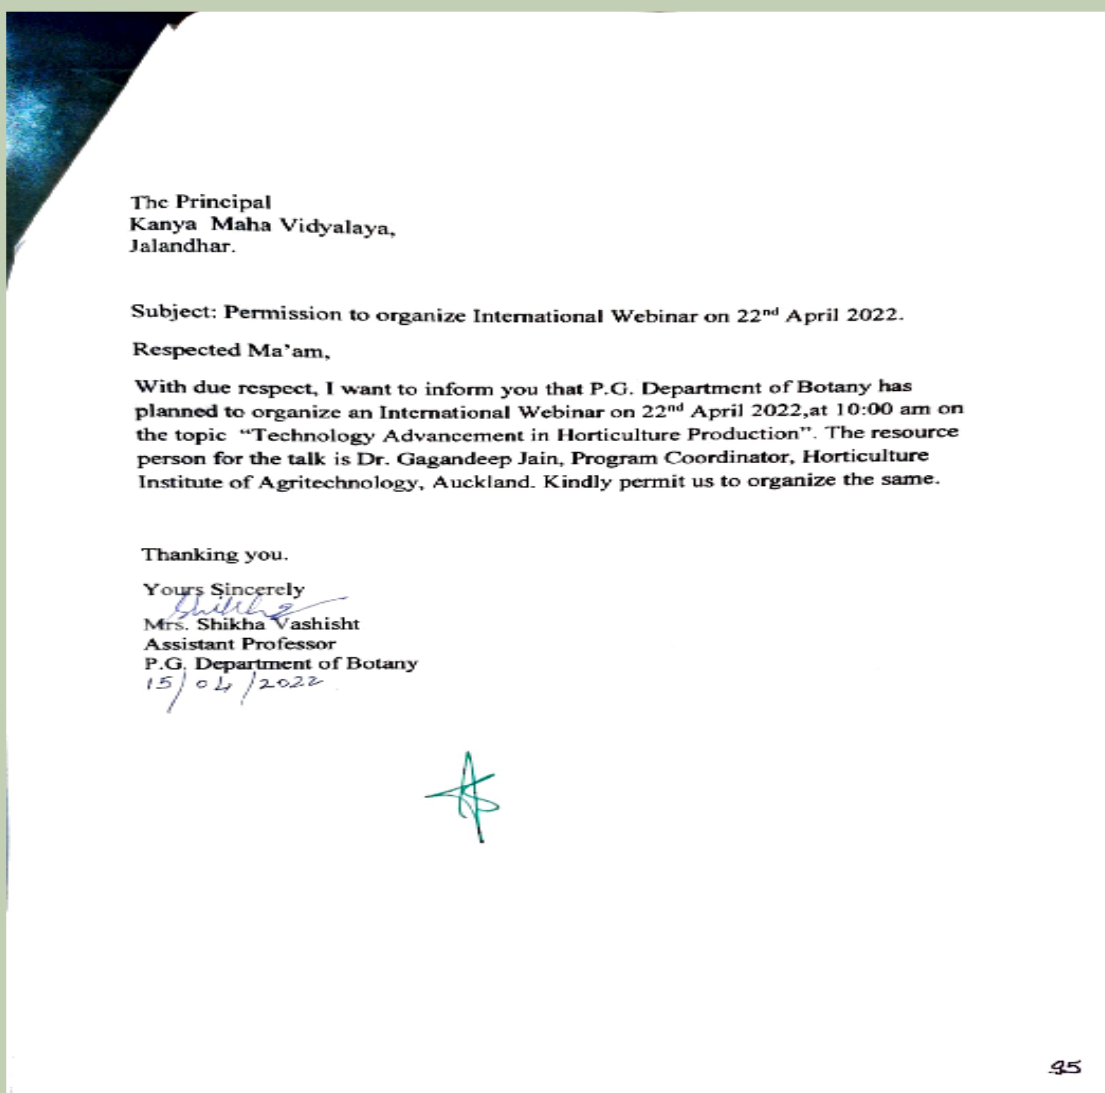 The Principal
Kanya Maha Vidyalaya,
Jalandhar.
Subject: Permission to organize International Webinar on 22nd April 2022.
Respected Ma'am,
With due respect, I want to inform you that P.G. Department of Botany has
planned to organize an International Webinar on 22nd April 2022,at 10:00 am on
the topic "Technology Advancement in Horticulture Production". The resource
person for the talk is Dr. Gagandeep Jain, Program Coordinator, Horticulture
Institute of Agritechnology, Auckland. Kindly permit us to organize the same.
Thanking you.
Yours Sincerely
Shikha
Mrs. Shikha Vashisht
Assistant Professor
P.G. Department of Botany
15/04/2022